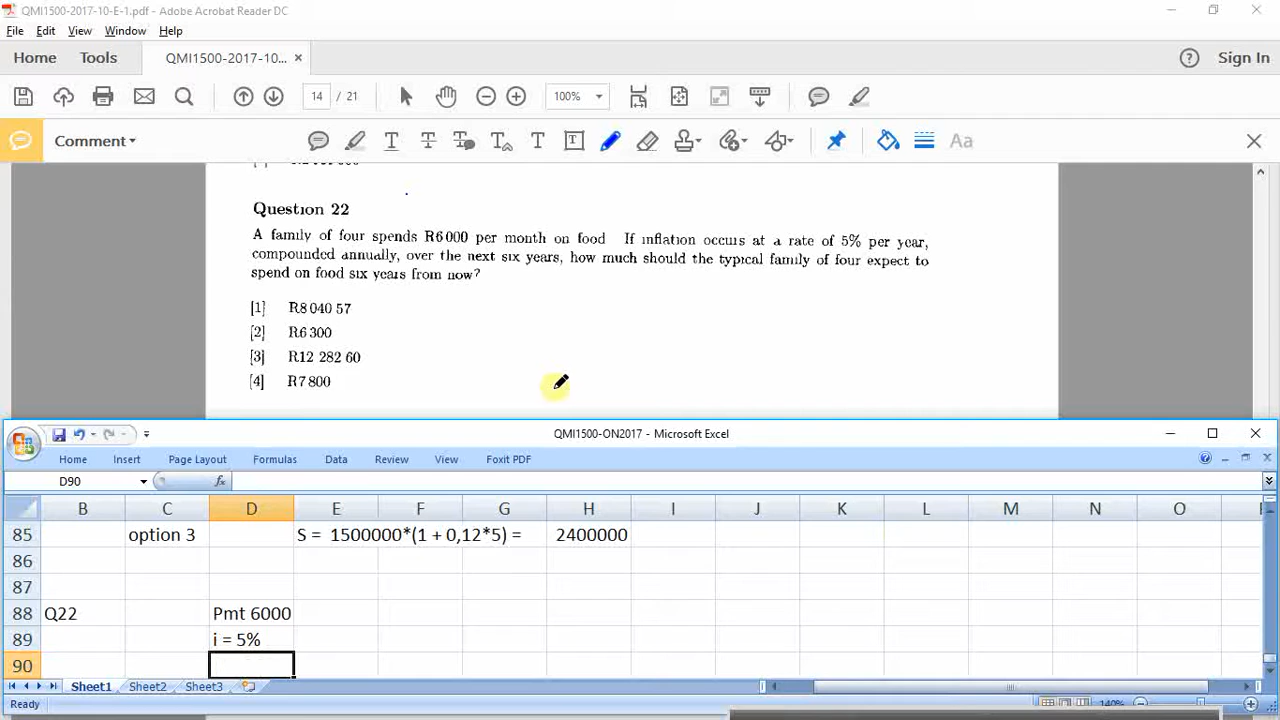 QMI1500-2017-10-E-1.pdf - Adobe Acrobat Reader DC
File Edit View Window Help
Home Tools QMI1500-2017-10... × Sign In
14 / 21 100%
Comment
Question 22
A family of four spends R6 000 per month on food If inflation occurs at a rate of 5% per year,
compounded annually, over the next six years, how much should the typical family of four expect to
spend on food six years from now?
[1] R8 040 57
[2] R6 300
[3] R12 282 60
[4] R7 800
QMI1500-ON2017 - Microsoft Excel
Home Insert Page Layout Formulas Data Review View Foxit PDF
D90 fx
B C D E F G H I J K L M N O
85 option 3 S = 1500000*(1 + 0,12*5) = 2400000
86
87
88 Q22 Pmt 6000
89 i = 5%
90
Sheet1 Sheet2 Sheet3
Ready 140%